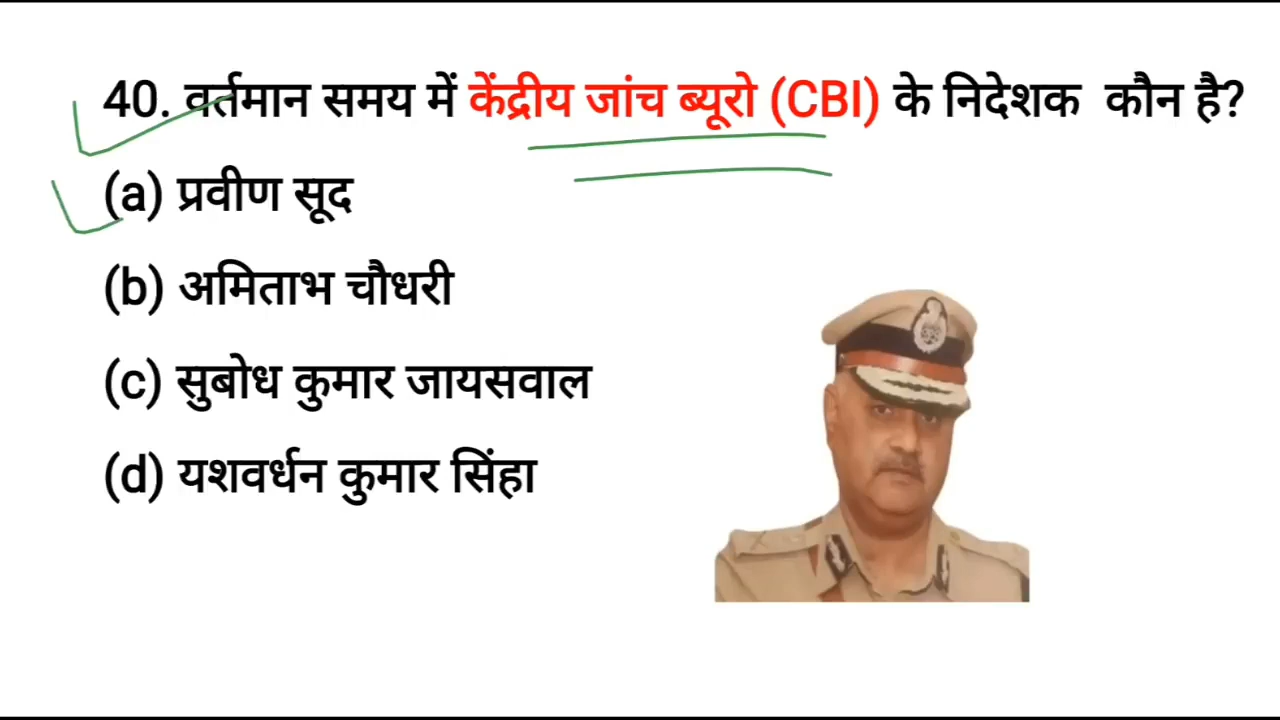 40. वर्तमान समय में केंद्रीय जांच ब्यूरो (CBI) के निदेशक कौन है?
(a) प्रवीण सूद
(b) अमिताभ चौधरी
(c) सुबोध कुमार जायसवाल
(d) यशवर्धन कुमार सिंहा